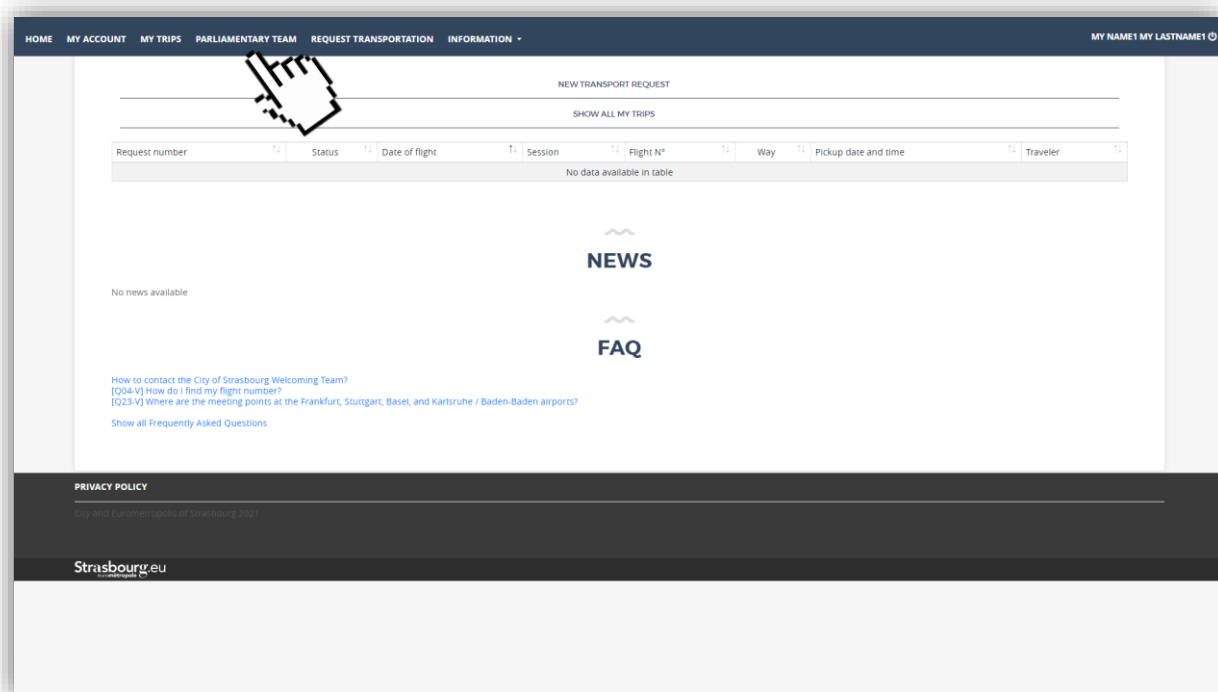 HOME MY ACCOUNT MY TRIPS PARLIAMENTARY TEAM REQUEST TRANSPORTATION INFORMATION MY NAME1 MY LASTNAME1
NEW TRANSPORT REQUEST
SHOW ALL MY TRIPS
Request number Status Date of flight Session Flight N° Way Pickup date and time Traveler
No data available in table
NEWS
No news available
FAQ
How to contact the City of Strasbourg Welcoming Team?
[Q04-V] How do I find my flight number?
[Q23-V] Where are the meeting points at the Frankfurt, Stuttgart, Basel, and Karlsruhe / Baden-Baden airports?
Show all Frequently Asked Questions
PRIVACY POLICY
City and Eurometropolis of Strasbourg 2021
Strasbourg.eu
eurométropole